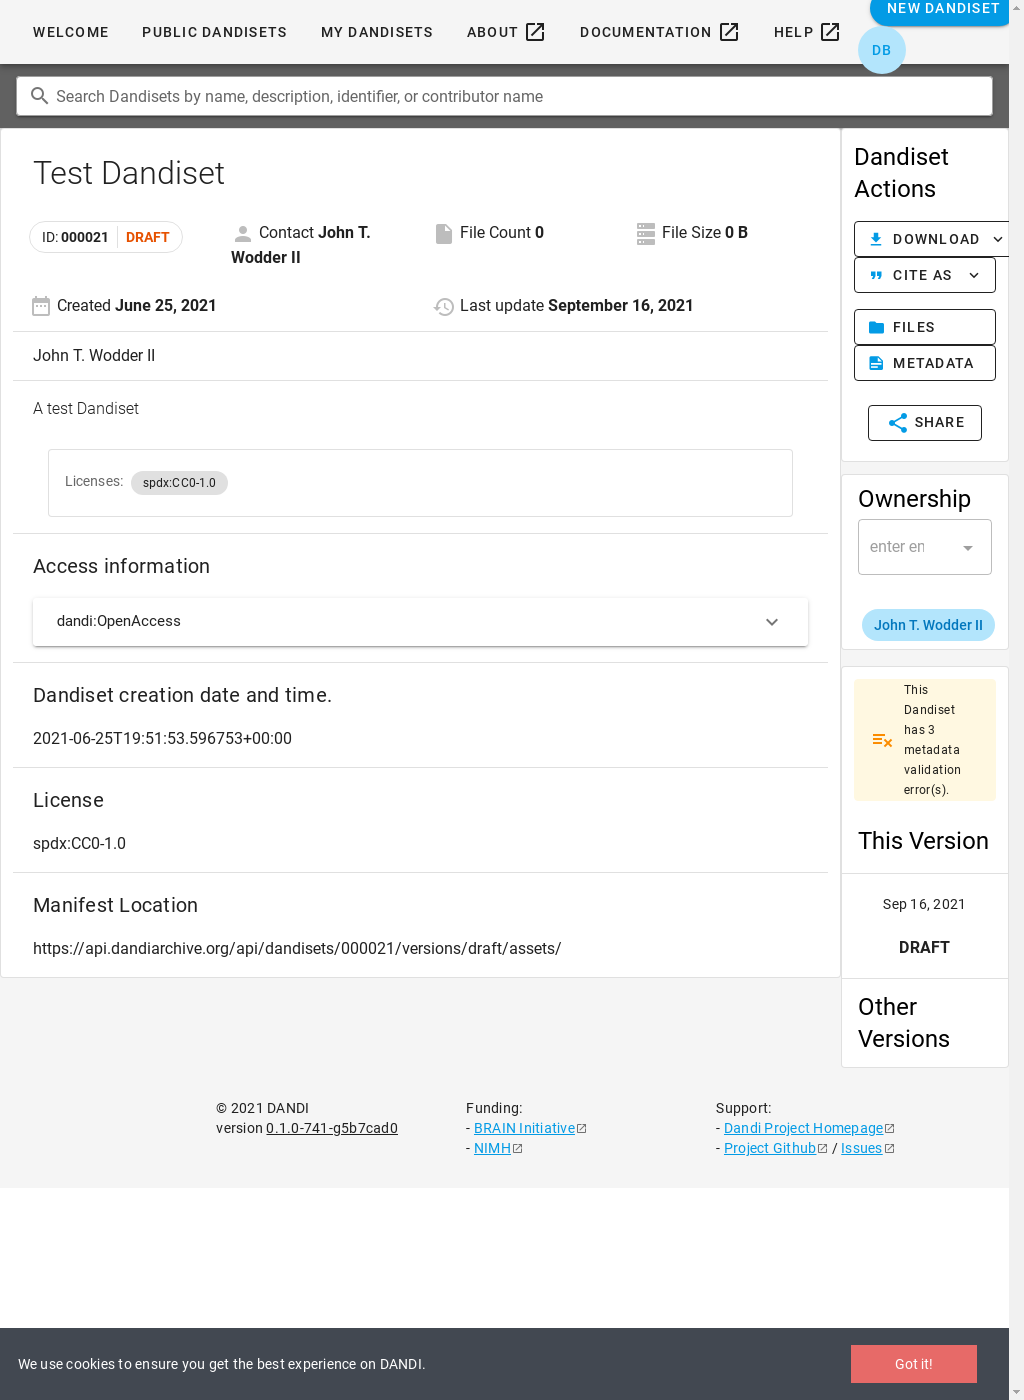 WELCOME PUBLIC DANDISETS MY DANDISETS ABOUT DOCUMENTATION HELP NEW DANDISET
DB
Search Dandisets by name, description, identifier, or contributor name
Test Dandiset
ID: 000021 DRAFT
Contact John T. Wodder II
File Count 0
File Size 0 B
Created June 25, 2021
Last update September 16, 2021
John T. Wodder II
A test Dandiset
Licenses: spdx:CC0-1.0
Access information
dandi:OpenAccess
Dandiset creation date and time.
2021-06-25T19:51:53.596753+00:00
License
spdx:CC0-1.0
Manifest Location
https://api.dandiarchive.org/api/dandisets/000021/versions/draft/assets/
Dandiset
Actions
DOWNLOAD
CITE AS
FILES
METADATA
SHARE
Ownership
enter en
John T. Wodder II
This
Dandiset
has 3
metadata
validation
error(s).
This Version
Sep 16, 2021
DRAFT
Other
Versions
© 2021 DANDI
version 0.1.0-741-g5b7cad0
Funding:
- BRAIN Initiative
- NIMH
Support:
- Dandi Project Homepage
- Project Github / Issues
We use cookies to ensure you get the best experience on DANDI.
Got it!